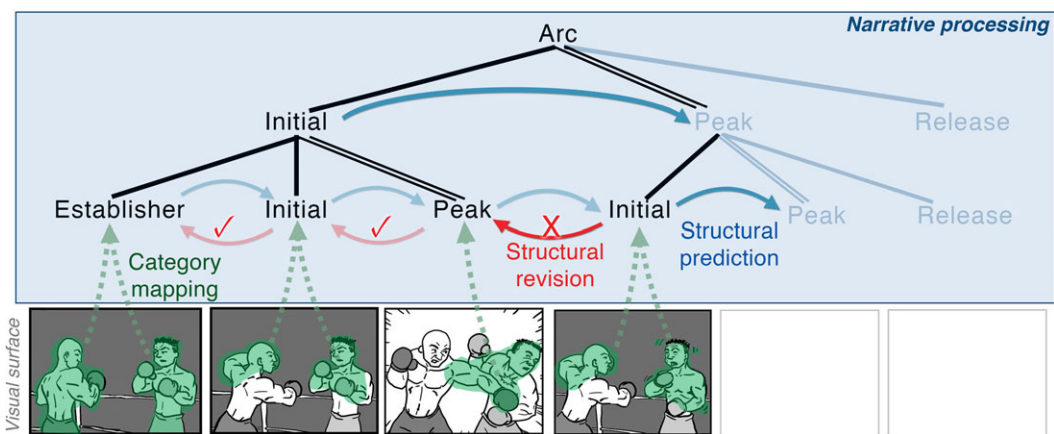 Narrative processing
Arc
Initial
Peak
Release
Establisher
Initial
Peak
Initial
Peak
Release
✓
✓
X
Category
mapping
Structural
revision
Structural
prediction
Visual surface